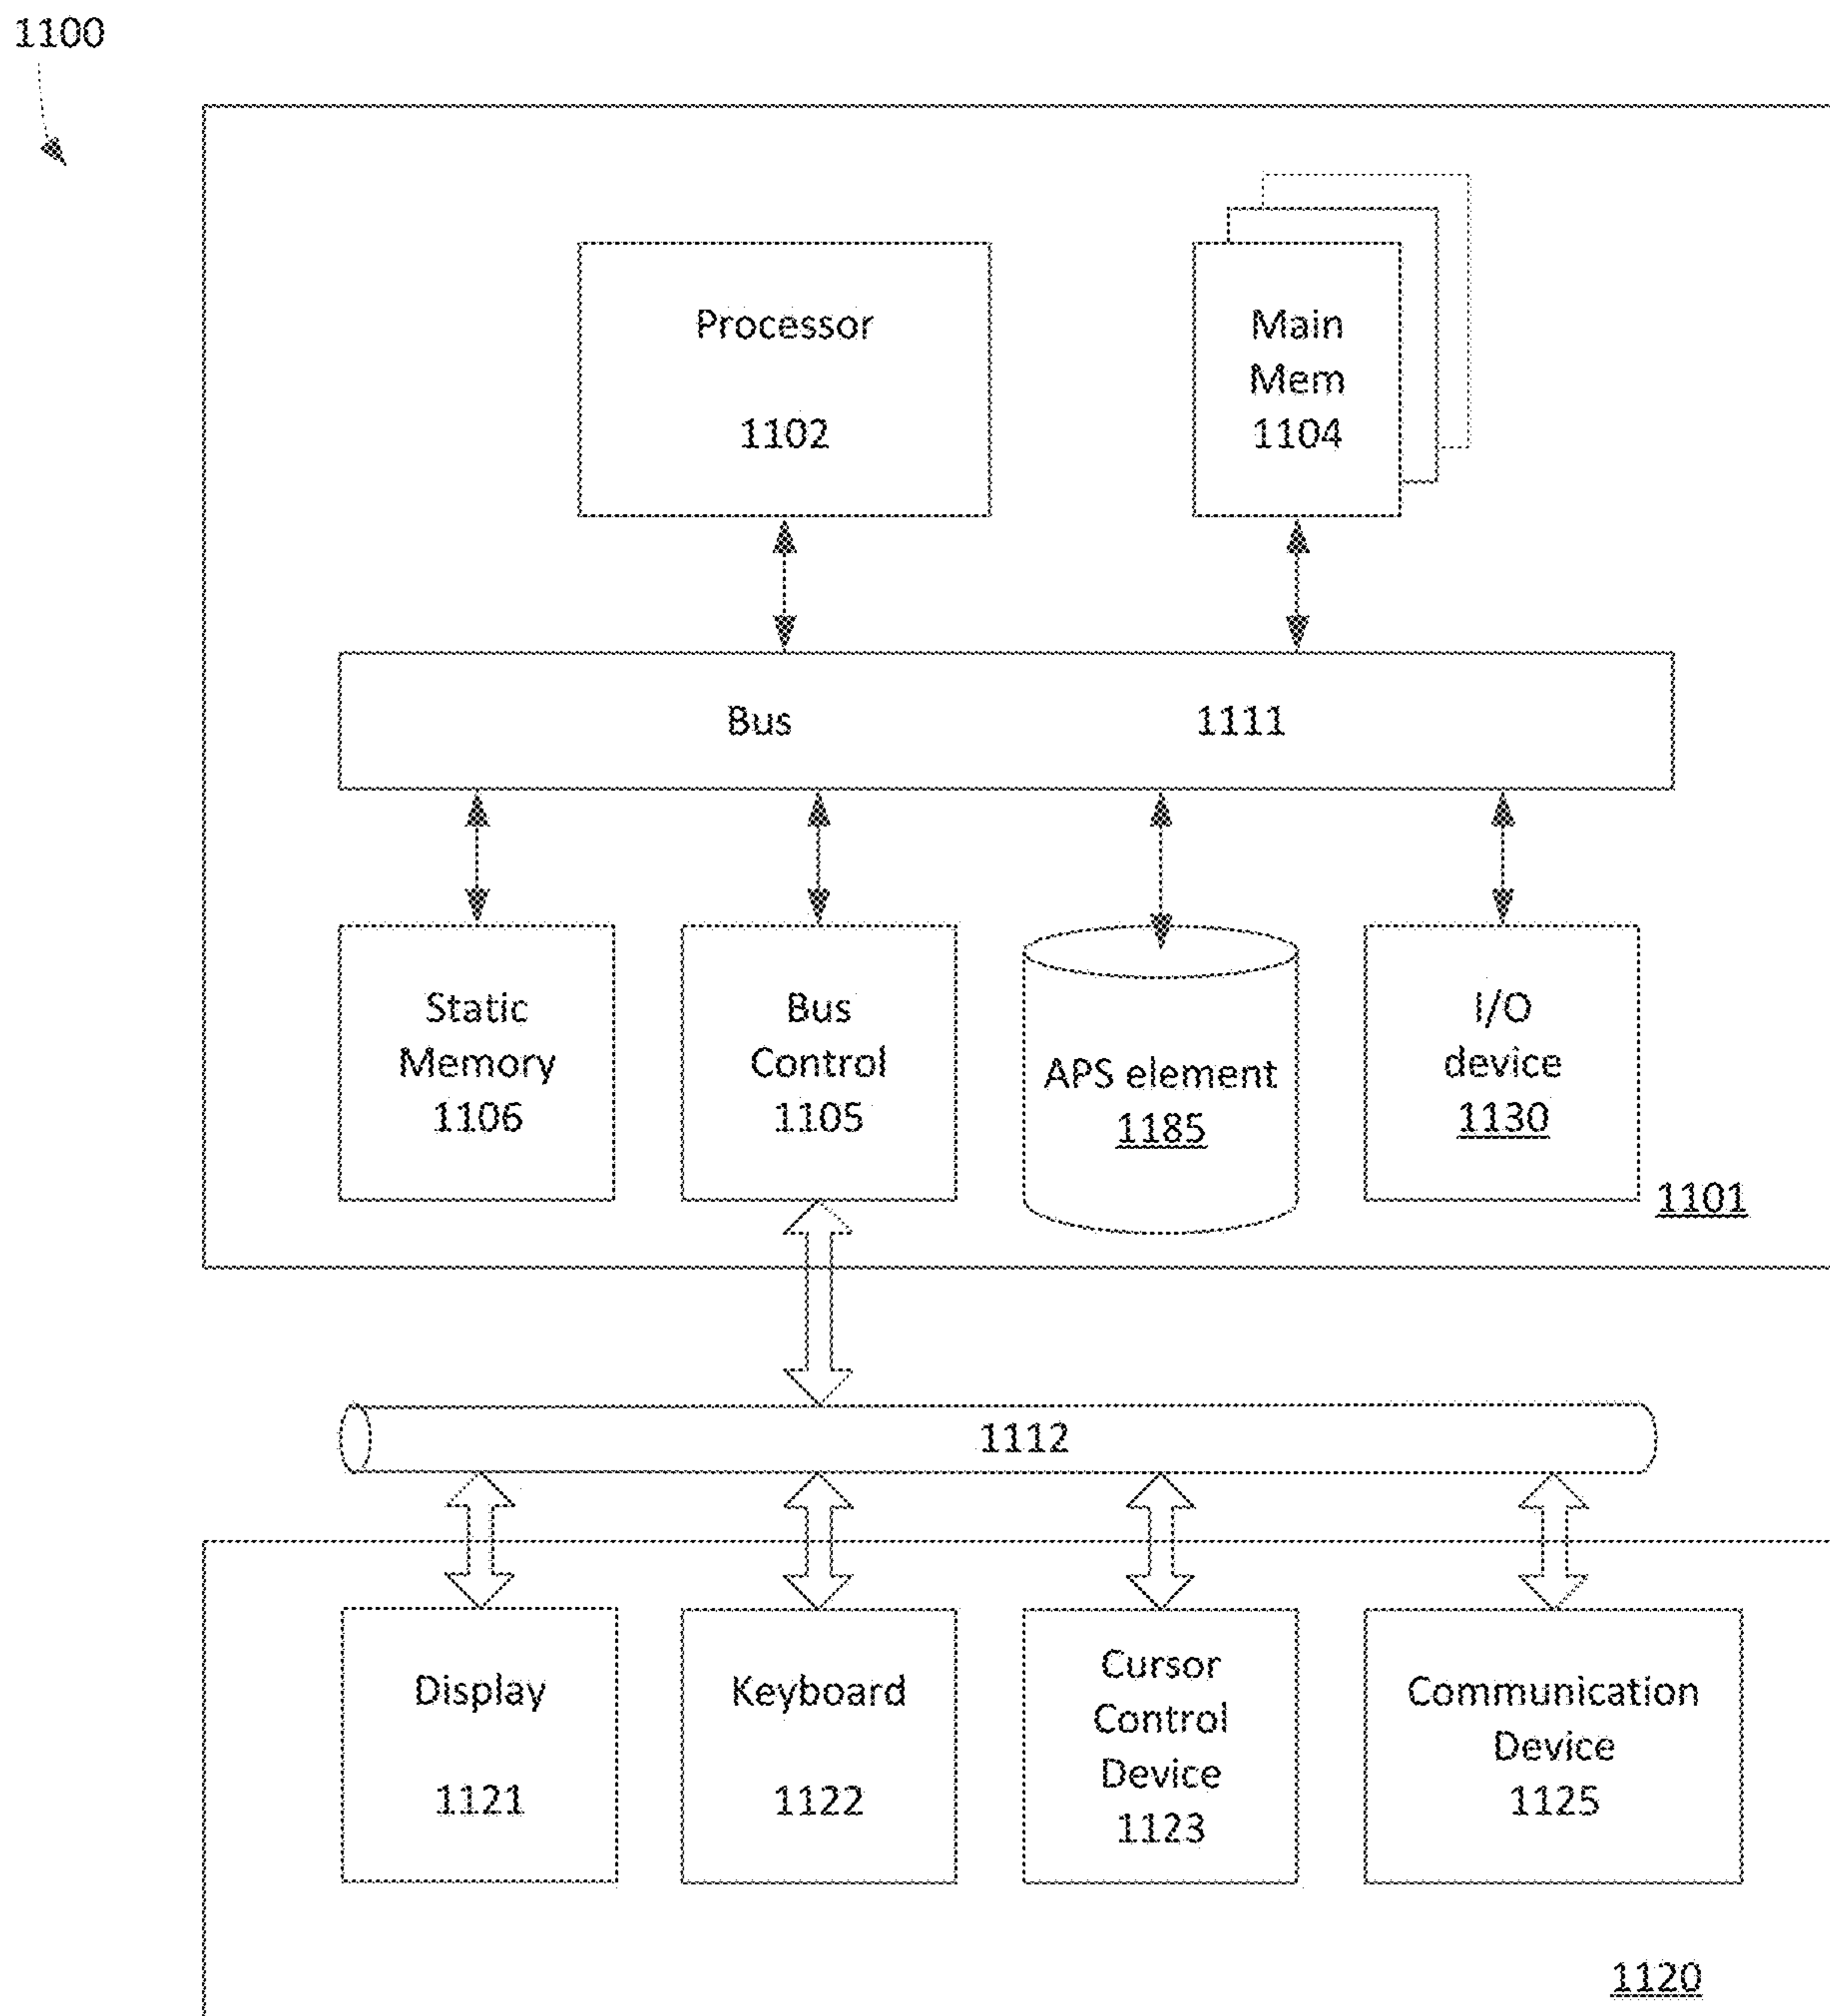 1100
Processor
1102
Main
Mem
1104
Bus 1111
Static
Memory
1106
Bus
Control
1105
APS element
1185
I/O
device
1130
1101
1112
Display
1121
Keyboard
1122
Cursor
Control
Device
1123
Communication
Device
1125
1120